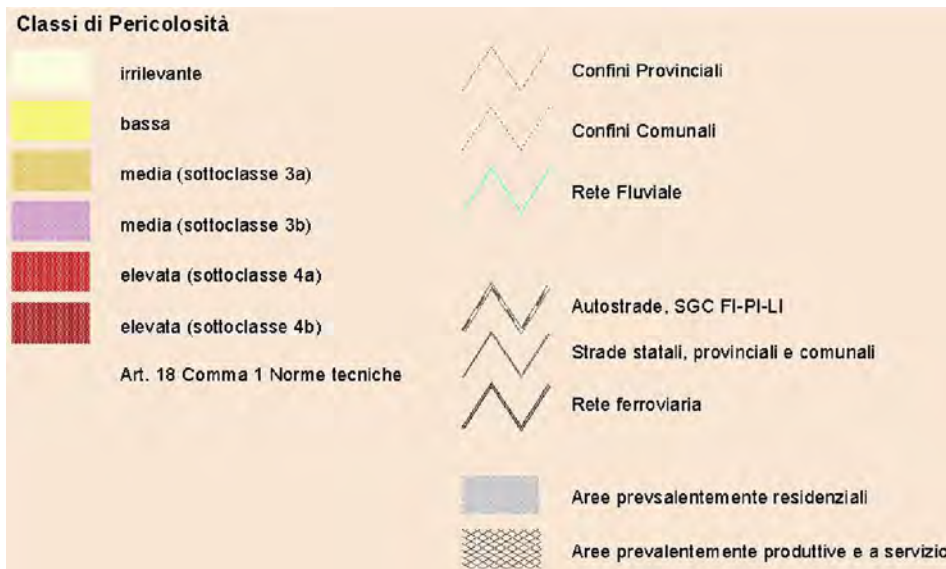 Classi di Pericolosità
irrilevante
bassa
media (sottoclasse 3a)
media (sottoclasse 3b)
elevata (sottoclasse 4a)
elevata (sottoclasse 4b)
Art. 18 Comma 1 Norme tecniche
Confini Provinciali
Confini Comunali
Rete Fluviale
Autostrade, SGC FI-PI-LI
Strade statali, provinciali e comunali
Rete ferroviaria
Aree prevsalentemente residenziali
Aree prevalentemente produttive e a servizio